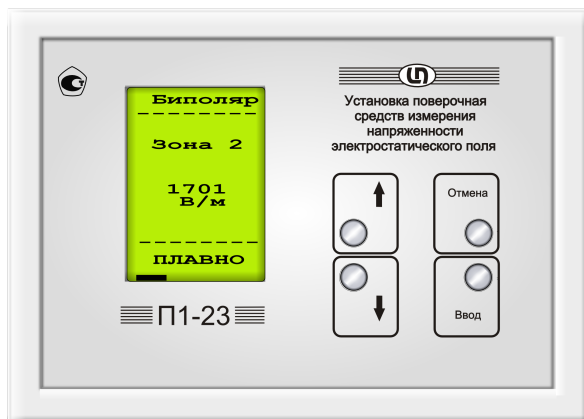 Биполяр
Зона 2
1701
В/м
ПЛАВНО
П1-23
Установка поверочная
средств измерения
напряженности
электростатического поля
Отмена
Ввод